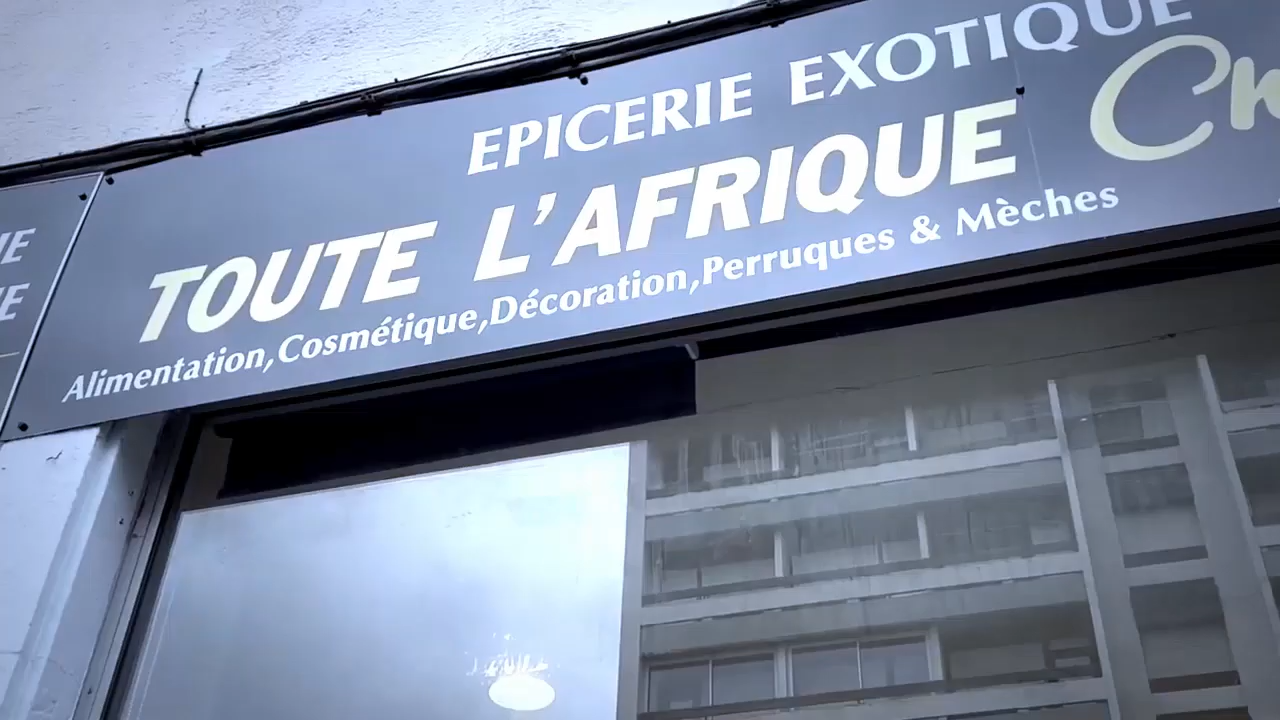 EPICERIE EXOTIQUE
TOUTE L'AFRIQUE
Alimentation,Cosmétique,Décoration,Perruques & Mèches